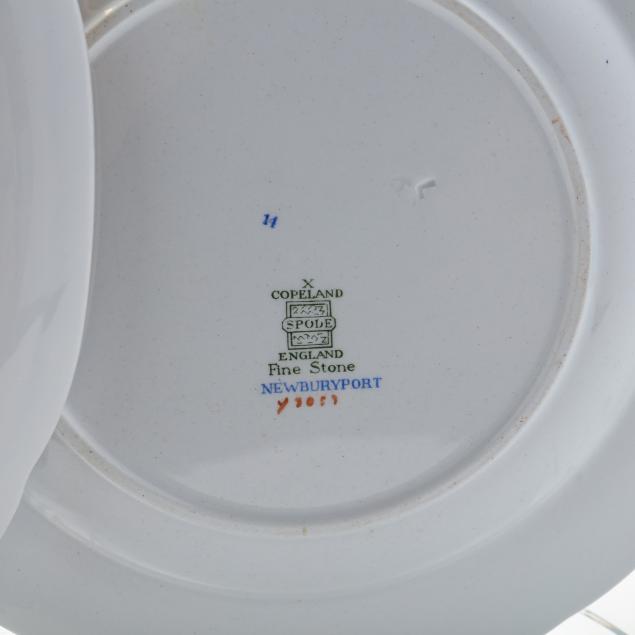 11
X
COPELAND
SPODE
ENGLAND
Fine Stone
NEWBURYPORT